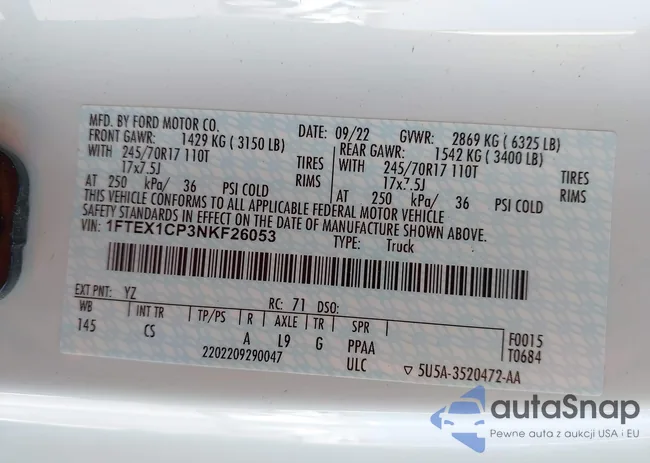 MFD. BY FORD MOTOR CO.
DATE: 09/22 GVWR: 2869 KG ( 6325 LB)
FRONT GAWR: 1429 KG ( 3150 LB)
REAR GAWR: 1542 KG ( 3400 LB)
WITH 245/70R17 110T TIRES
WITH 245/70R17 110T TIRES
17x7.5J RIMS
17x7.5J RIMS
AT 250 kPa/ 36 PSI COLD
AT 250 kPa/ 36 PSI COLD
THIS VEHICLE CONFORMS TO ALL APPLICABLE FEDERAL MOTOR VEHICLE
SAFETY STANDARDS IN EFFECT ON THE DATE OF MANUFACTURE SHOWN ABOVE.
VIN: 1FTEX1CP3NKF26053
TYPE: Truck
EXT PNT: YZ RC: 71 DSO:
WB INT TR TP/PS R AXLE TR SPR F0015
145 CS A L9 G PPAA T0684
2202209290047 ULC ▽ 5U5A-3520472-AA
autoSnap
Pewne auta z aukcji USA i EU